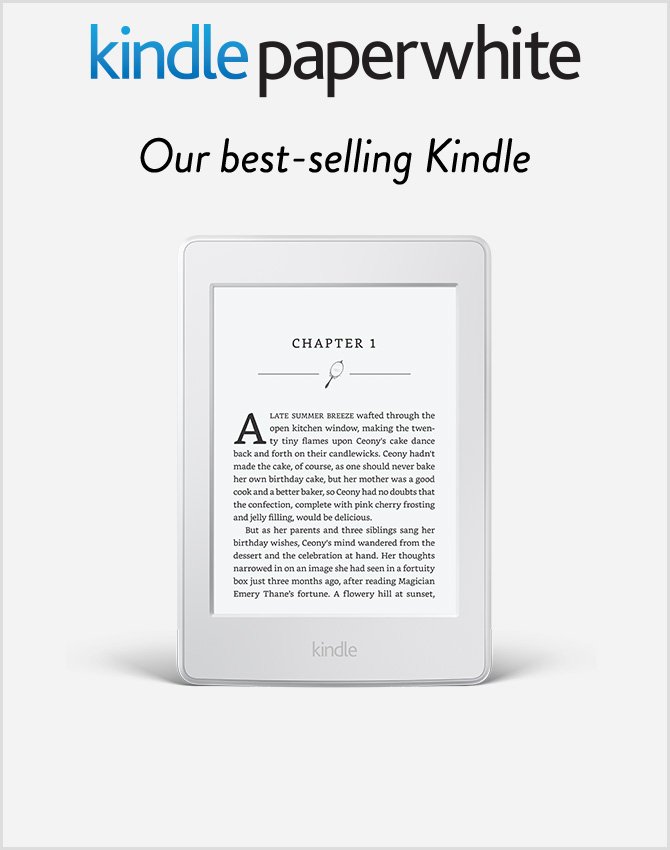 kindle paperwhite
Our best-selling Kindle
CHAPTER 1
A LATE SUMMER BREEZE wafted through the
open kitchen window, making the twen-
ty tiny flames upon Ceony's cake dance
back and forth on their candlewicks. Ceony hadn't
made the cake, of course, as one should never bake
her own birthday cake, but her mother was a good
cook and a better baker, so Ceony had no doubts that
the confection, complete with pink cherry frosting
and jelly filling, would be delicious.
But as her parents and three siblings sang her
birthday wishes, Ceony's mind wandered from the
dessert and the celebration at hand. Her thoughts
narrowed in on an image she had seen in a fortuity
box just three months ago, after reading Magician
Emery Thane's fortune. A flowery hill at sunset,
kindle